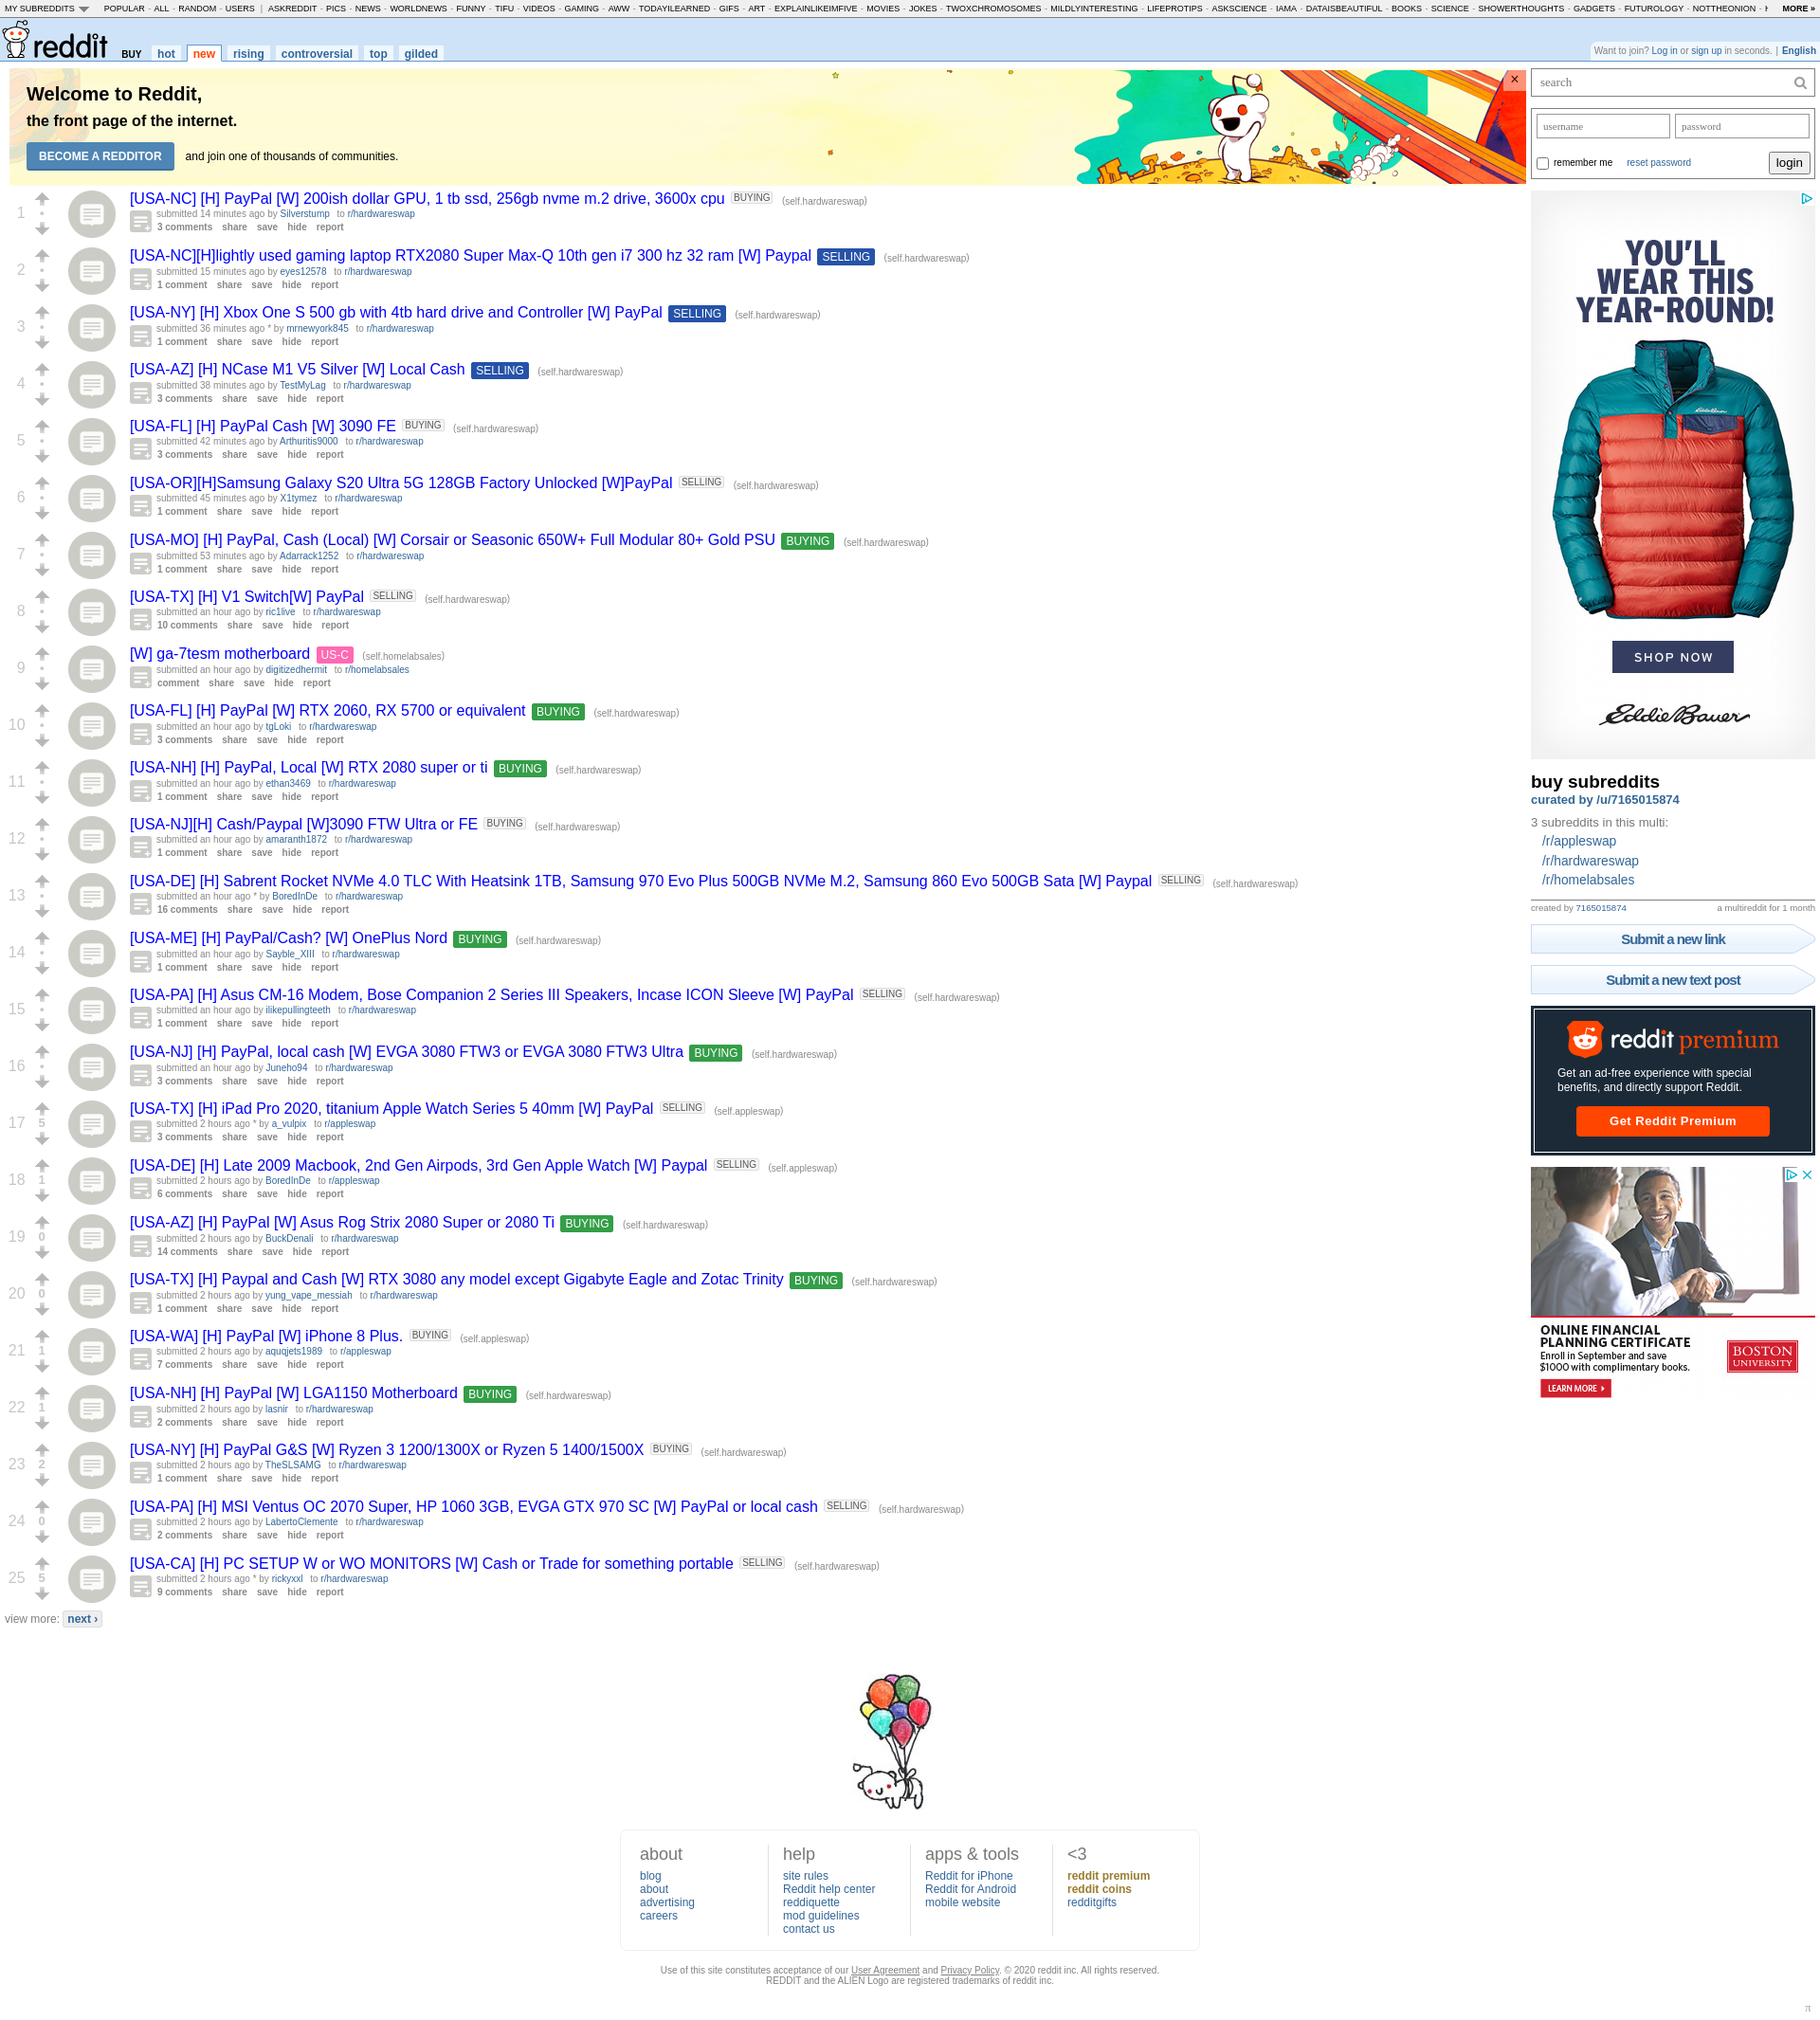 MY SUBREDDITS POPULAR - ALL - RANDOM - USERS | ASKREDDIT - PICS - NEWS - WORLDNEWS - FUNNY - TIFU - VIDEOS - GAMING - AWW - TODAYILEARNED - GIFS - ART - EXPLAINLIKEIMFIVE - MOVIES - JOKES - TWOXCHROMOSOMES - MILDLYINTERESTING - LIFEPROTIPS - ASKSCIENCE - IAMA - DATAISBEAUTIFUL - BOOKS - SCIENCE - SHOWERTHOUGHTS - GADGETS - FUTUROLOGY - NOTTHEONION - MORE »
reddit BUY hot new rising controversial top gilded
Want to join? Log in or sign up in seconds. | English
Welcome to Reddit,
the front page of the internet.
BECOME A REDDITOR and join one of thousands of communities.
×
1
[USA-NC] [H] PayPal [W] 200ish dollar GPU, 1 tb ssd, 256gb nvme m.2 drive, 3600x cpu BUYING (self.hardwareswap)
submitted 14 minutes ago by Silverstump to r/hardwareswap
3 comments share save hide report
2
[USA-NC][H]lightly used gaming laptop RTX2080 Super Max-Q 10th gen i7 300 hz 32 ram [W] Paypal SELLING (self.hardwareswap)
submitted 15 minutes ago by eyes12578 to r/hardwareswap
1 comment share save hide report
3
[USA-NY] [H] Xbox One S 500 gb with 4tb hard drive and Controller [W] PayPal SELLING (self.hardwareswap)
submitted 36 minutes ago * by mrnewyork845 to r/hardwareswap
1 comment share save hide report
4
[USA-AZ] [H] NCase M1 V5 Silver [W] Local Cash SELLING (self.hardwareswap)
submitted 38 minutes ago by TestMyLag to r/hardwareswap
3 comments share save hide report
5
[USA-FL] [H] PayPal Cash [W] 3090 FE BUYING (self.hardwareswap)
submitted 42 minutes ago by Arthuritis9000 to r/hardwareswap
3 comments share save hide report
6
[USA-OR][H]Samsung Galaxy S20 Ultra 5G 128GB Factory Unlocked [W]PayPal SELLING (self.hardwareswap)
submitted 45 minutes ago by X1tymez to r/hardwareswap
1 comment share save hide report
7
[USA-MO] [H] PayPal, Cash (Local) [W] Corsair or Seasonic 650W+ Full Modular 80+ Gold PSU BUYING (self.hardwareswap)
submitted 53 minutes ago by Adarrack1252 to r/hardwareswap
1 comment share save hide report
8
[USA-TX] [H] V1 Switch[W] PayPal SELLING (self.hardwareswap)
submitted an hour ago by ric1live to r/hardwareswap
10 comments share save hide report
9
[W] ga-7tesm motherboard US-C (self.homelabsales)
submitted an hour ago by digitizedhermit to r/homelabsales
comment share save hide report
10
[USA-FL] [H] PayPal [W] RTX 2060, RX 5700 or equivalent BUYING (self.hardwareswap)
submitted an hour ago by tgLoki to r/hardwareswap
3 comments share save hide report
11
[USA-NH] [H] PayPal, Local [W] RTX 2080 super or ti BUYING (self.hardwareswap)
submitted an hour ago by ethan3469 to r/hardwareswap
1 comment share save hide report
12
[USA-NJ][H] Cash/Paypal [W]3090 FTW Ultra or FE BUYING (self.hardwareswap)
submitted an hour ago by amaranth1872 to r/hardwareswap
1 comment share save hide report
13
[USA-DE] [H] Sabrent Rocket NVMe 4.0 TLC With Heatsink 1TB, Samsung 970 Evo Plus 500GB NVMe M.2, Samsung 860 Evo 500GB Sata [W] Paypal SELLING (self.hardwareswap)
submitted an hour ago * by BoredInDe to r/hardwareswap
16 comments share save hide report
14
[USA-ME] [H] PayPal/Cash? [W] OnePlus Nord BUYING (self.hardwareswap)
submitted an hour ago by Sayble_XIII to r/hardwareswap
1 comment share save hide report
15
[USA-PA] [H] Asus CM-16 Modem, Bose Companion 2 Series III Speakers, Incase ICON Sleeve [W] PayPal SELLING (self.hardwareswap)
submitted an hour ago by ilikepullingteeth to r/hardwareswap
1 comment share save hide report
16
[USA-NJ] [H] PayPal, local cash [W] EVGA 3080 FTW3 or EVGA 3080 FTW3 Ultra BUYING (self.hardwareswap)
submitted an hour ago by Juneho94 to r/hardwareswap
3 comments share save hide report
17 5
[USA-TX] [H] iPad Pro 2020, titanium Apple Watch Series 5 40mm [W] PayPal SELLING (self.appleswap)
submitted 2 hours ago * by a_vulpix to r/appleswap
3 comments share save hide report
18 1
[USA-DE] [H] Late 2009 Macbook, 2nd Gen Airpods, 3rd Gen Apple Watch [W] Paypal SELLING (self.appleswap)
submitted 2 hours ago by BoredInDe to r/appleswap
6 comments share save hide report
19 0
[USA-AZ] [H] PayPal [W] Asus Rog Strix 2080 Super or 2080 Ti BUYING (self.hardwareswap)
submitted 2 hours ago by BuckDenali to r/hardwareswap
14 comments share save hide report
20 0
[USA-TX] [H] Paypal and Cash [W] RTX 3080 any model except Gigabyte Eagle and Zotac Trinity BUYING (self.hardwareswap)
submitted 2 hours ago by yung_vape_messiah to r/hardwareswap
1 comment share save hide report
21 1
[USA-WA] [H] PayPal [W] iPhone 8 Plus. BUYING (self.appleswap)
submitted 2 hours ago by aquqjets1989 to r/appleswap
7 comments share save hide report
22 1
[USA-NH] [H] PayPal [W] LGA1150 Motherboard BUYING (self.hardwareswap)
submitted 2 hours ago by lasnir to r/hardwareswap
2 comments share save hide report
23 2
[USA-NY] [H] PayPal G&S [W] Ryzen 3 1200/1300X or Ryzen 5 1400/1500X BUYING (self.hardwareswap)
submitted 2 hours ago by TheSLSAMG to r/hardwareswap
1 comment share save hide report
24 0
[USA-PA] [H] MSI Ventus OC 2070 Super, HP 1060 3GB, EVGA GTX 970 SC [W] PayPal or local cash SELLING (self.hardwareswap)
submitted 2 hours ago by LabertoClemente to r/hardwareswap
2 comments share save hide report
25 5
[USA-CA] [H] PC SETUP W or WO MONITORS [W] Cash or Trade for something portable SELLING (self.hardwareswap)
submitted 2 hours ago * by rickyxxl to r/hardwareswap
9 comments share save hide report
view more: next ›
search
username password
remember me reset password login
YOU'LL
WEAR THIS
YEAR-ROUND!
Eddie Bauer
SHOP NOW
Eddie Bauer
buy subreddits
curated by /u/7165015874
3 subreddits in this multi:
/r/appleswap
/r/hardwareswap
/r/homelabsales
created by 7165015874 a multireddit for 1 month
Submit a new link
Submit a new text post
reddit premium
Get an ad-free experience with special
benefits, and directly support Reddit.
Get Reddit Premium
ONLINE FINANCIAL
PLANNING CERTIFICATE
Enroll in September and save
$1000 with complimentary books.
LEARN MORE
BOSTON
UNIVERSITY
about
blog
about
advertising
careers
help
site rules
Reddit help center
reddiquette
mod guidelines
contact us
apps & tools
Reddit for iPhone
Reddit for Android
mobile website
<3
reddit premium
reddit coins
redditgifts
Use of this site constitutes acceptance of our User Agreement and Privacy Policy. © 2020 reddit inc. All rights reserved.
REDDIT and the ALIEN Logo are registered trademarks of reddit inc.
π